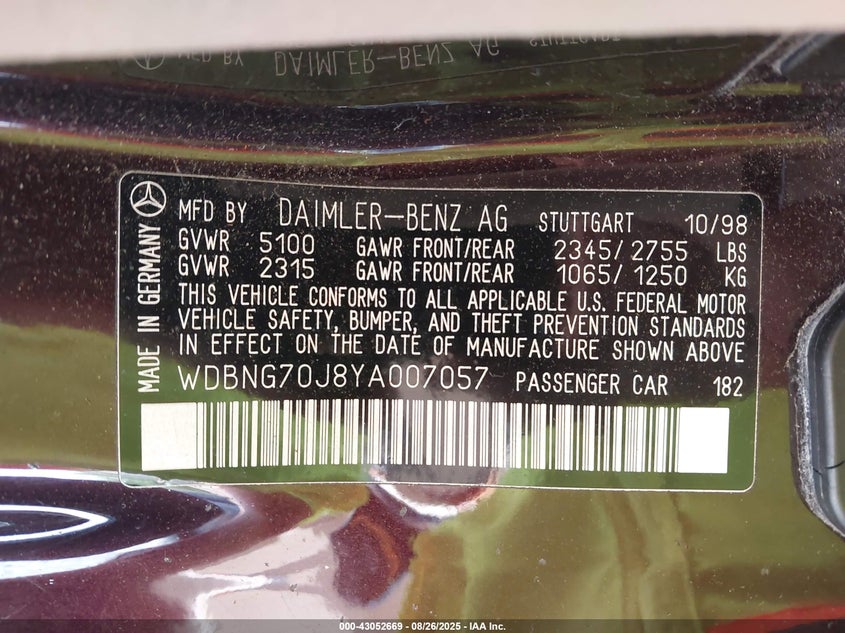 MFD BY DAIMLER-BENZ AG STUTTGART
MADE IN GERMANY
MFD BY DAIMLER-BENZ AG STUTTGART 10/98
GVWR 5100 GAWR FRONT/REAR 2345/2755 LBS
GVWR 2315 GAWR FRONT/REAR 1065/1250 KG
THIS VEHICLE CONFORMS TO ALL APPLICABLE U.S. FEDERAL MOTOR
VEHICLE SAFETY, BUMPER, AND THEFT PREVENTION STANDARDS
IN EFFECT ON THE DATE OF MANUFACTURE SHOWN ABOVE
WDBNG70J8YA007057 PASSENGER CAR 182
000-43052669 - 08/26/2025 - IAA Inc.